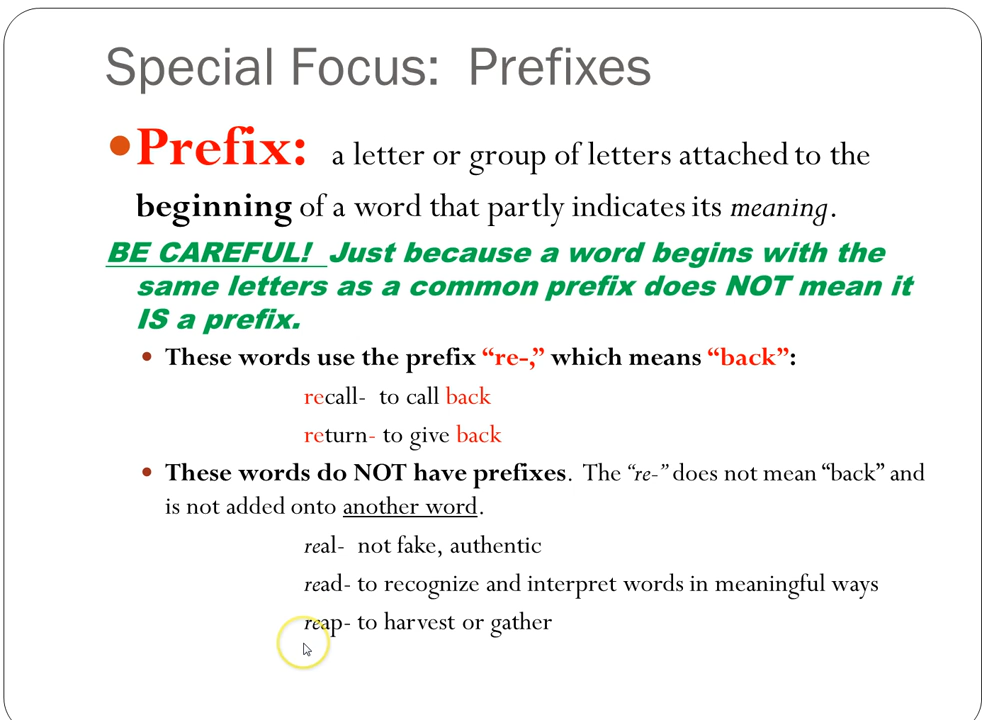 Special Focus:  Prefixes
•Prefix:  a letter or group of letters attached to the
beginning of a word that partly indicates its meaning.
BE CAREFUL!  Just because a word begins with the
same letters as a common prefix does NOT mean it
IS a prefix.
• These words use the prefix “re-,” which means “back”:
recall-  to call back
return- to give back
• These words do NOT have prefixes.  The “re-” does not mean “back” and
is not added onto another word.
real-  not fake, authentic
read- to recognize and interpret words in meaningful ways
reap- to harvest or gather